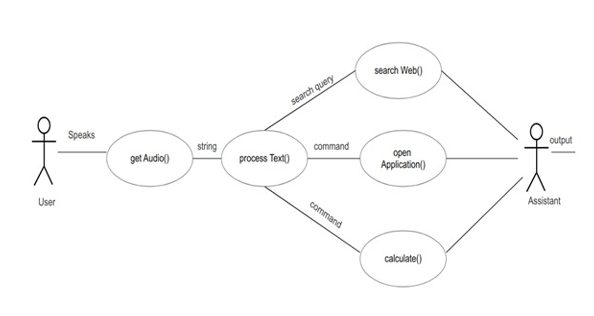 Speaks
User
get Audio()
string
process Text()
search query
search Web()
command
open
Application()
command
calculate()
output
Assistant